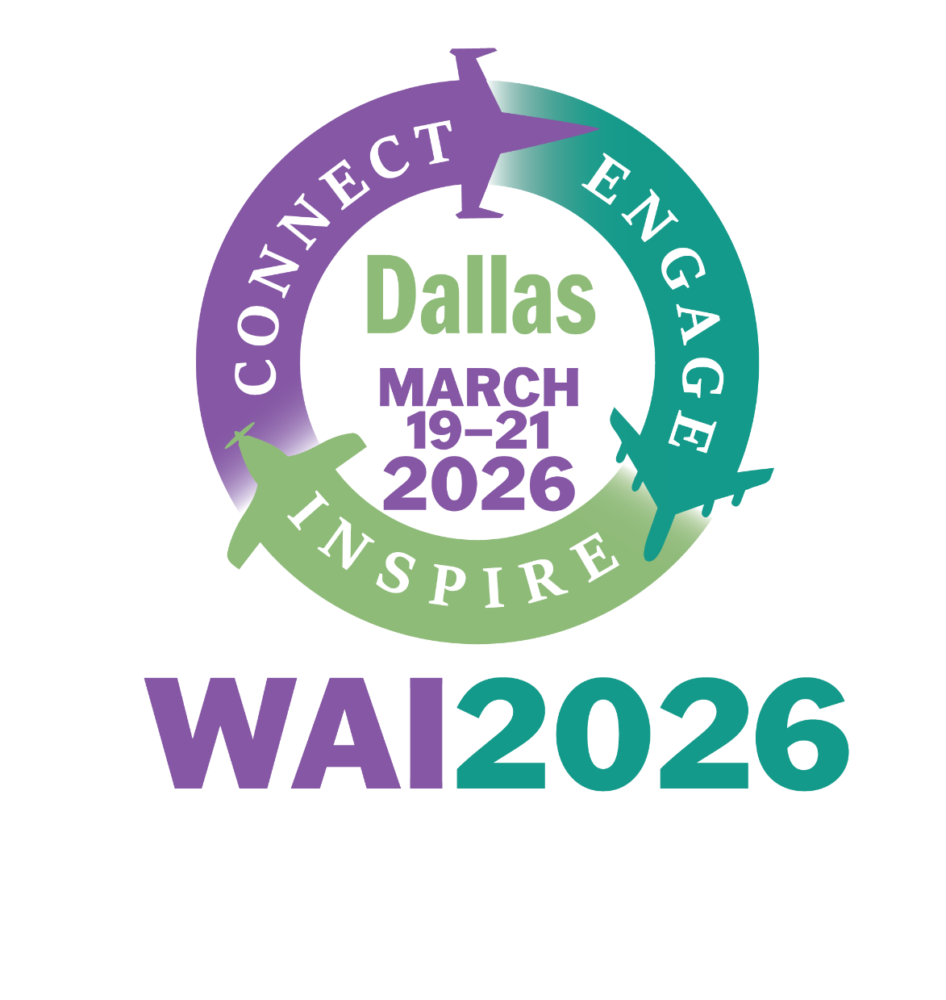 CONNECT
ENGAGE
INSPIRE
Dallas
MARCH
19–21
2026
WAI2026